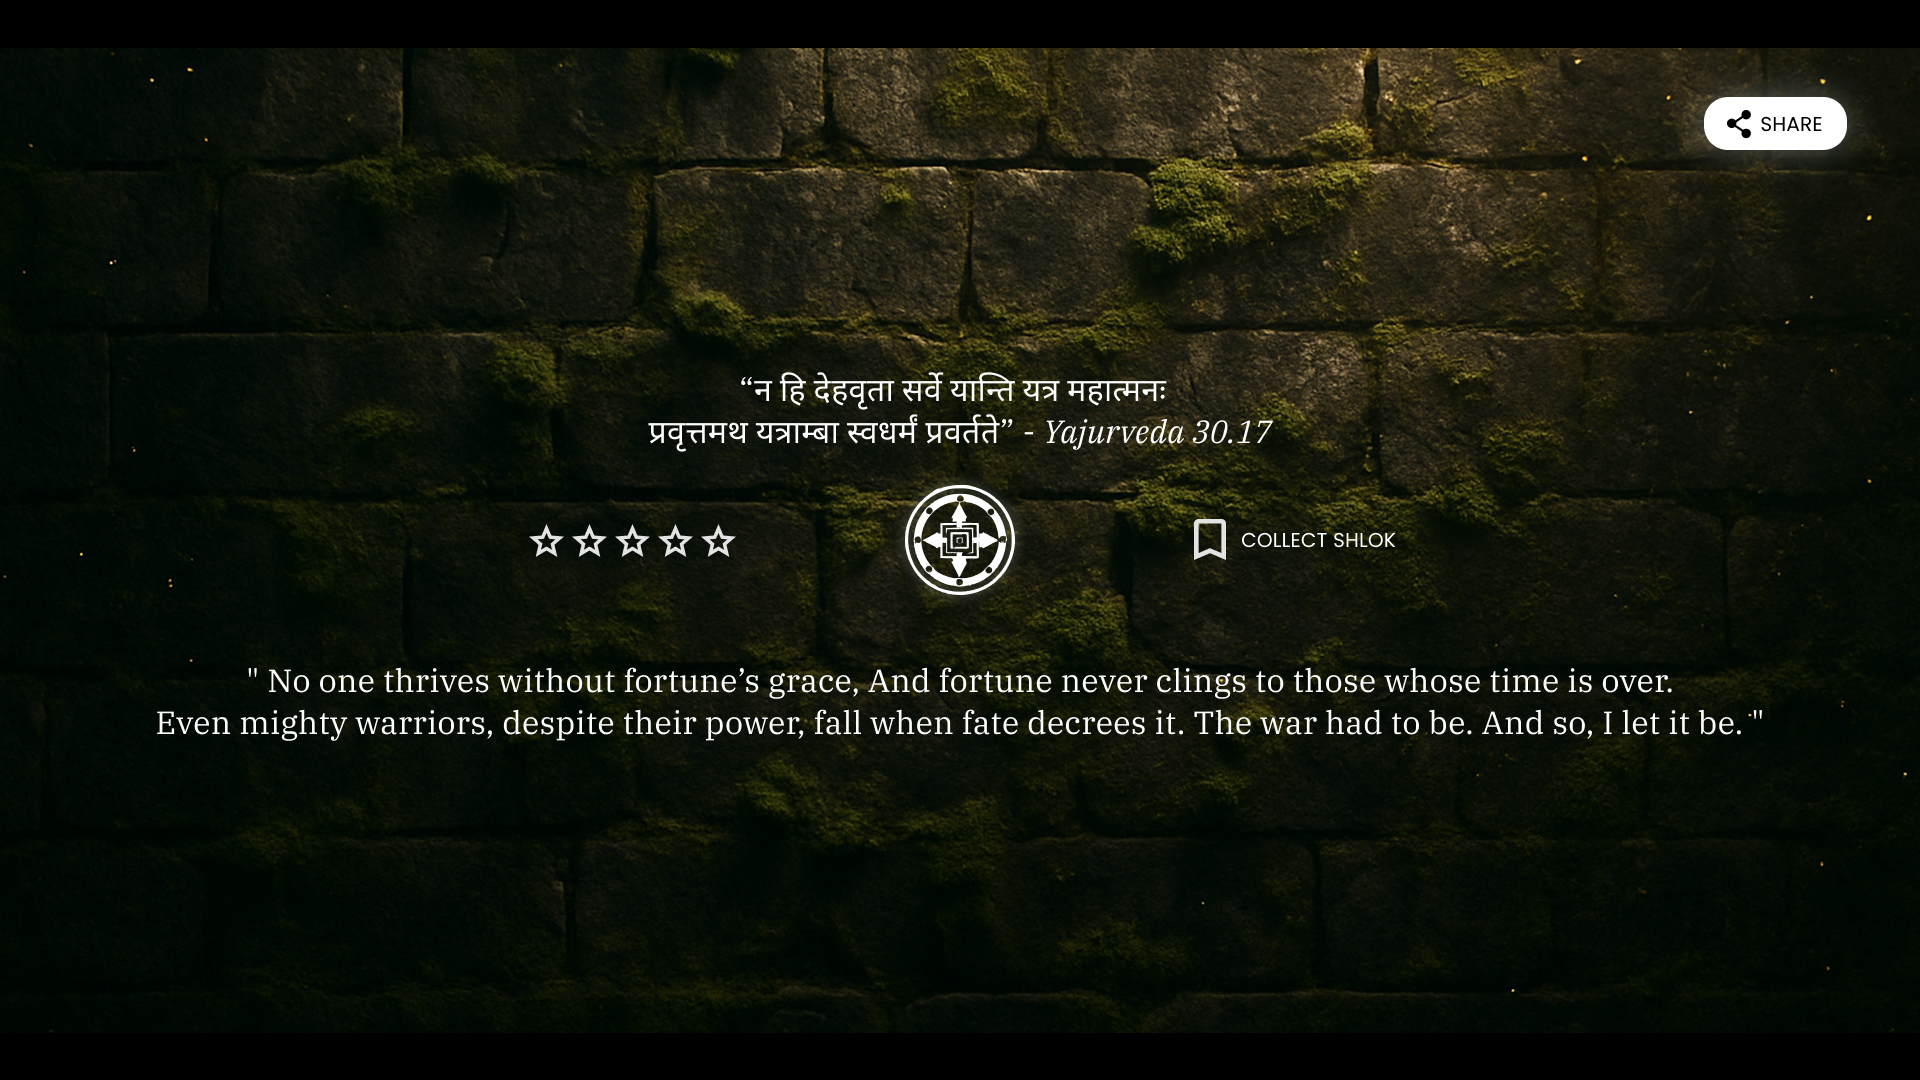 SHARE
“न हि देहवृता सर्वे यान्ति यत्र महात्मनः
प्रवृत्तमथ यत्राम्बा स्वधर्मं प्रवर्तते” - Yajurveda 30.17
COLLECT SHLOK
" No one thrives without fortune’s grace, And fortune never clings to those whose time is over.
Even mighty warriors, despite their power, fall when fate decrees it. The war had to be. And so, I let it be. "